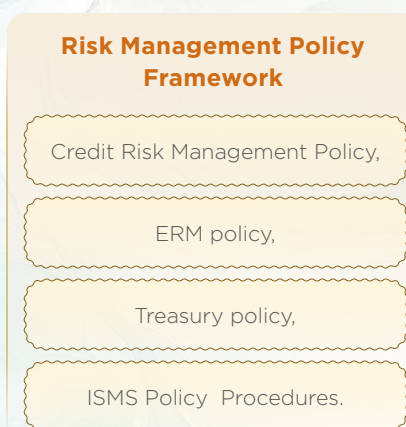 Risk Management Policy
Framework
Credit Risk Management Policy,
ERM policy,
Treasury policy,
ISMS Policy Procedures.